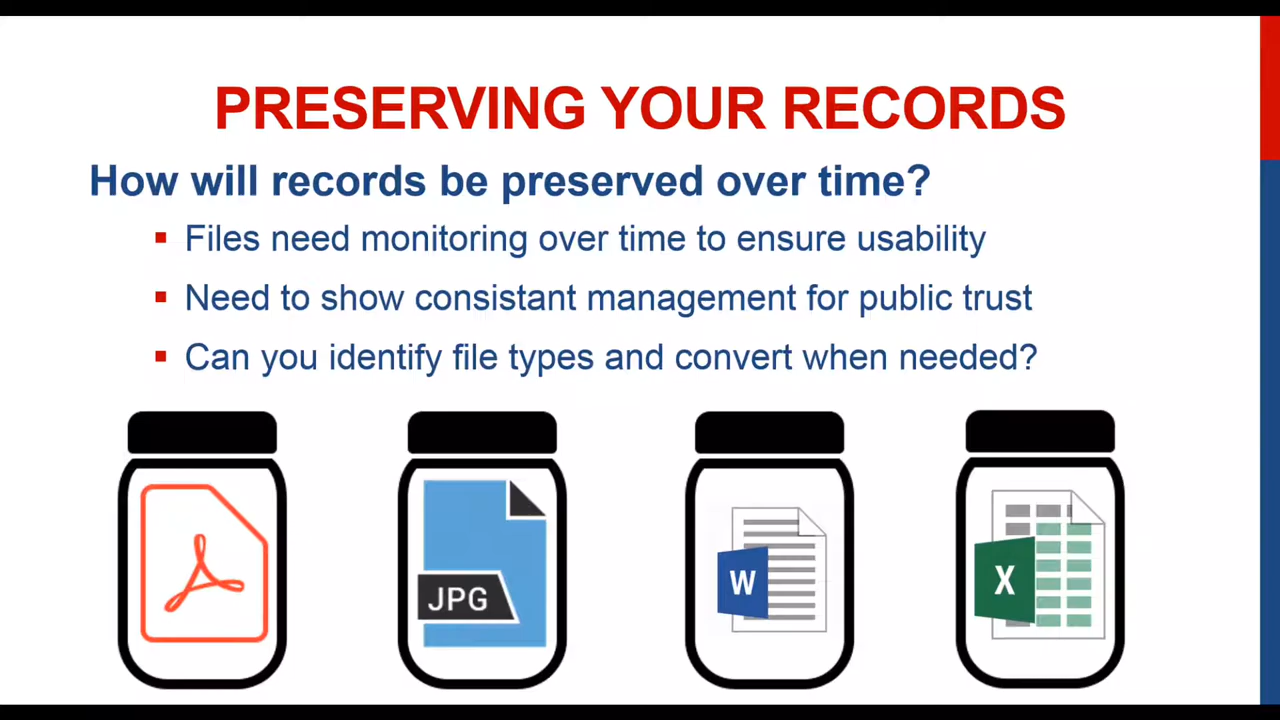 PRESERVING YOUR RECORDS
How will records be preserved over time?
Files need monitoring over time to ensure usability
Need to show consistant management for public trust
Can you identify file types and convert when needed?
JPG
W
X